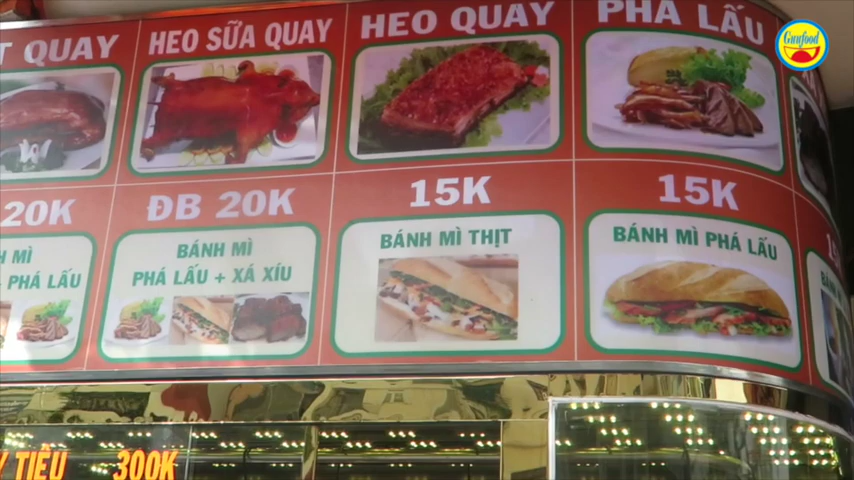 T QUAY
HEO SỮA QUAY
HEO QUAY
PHÁ LẤU
Gunfood
20K
ĐB 20K
15K
15K
MÌ
PHÁ LẤU
BÁNH MÌ
PHÁ LẤU + XÁ XÍU
BÁNH MÌ THỊT
BÁNH MÌ PHÁ LẤU
TIÊU 300K